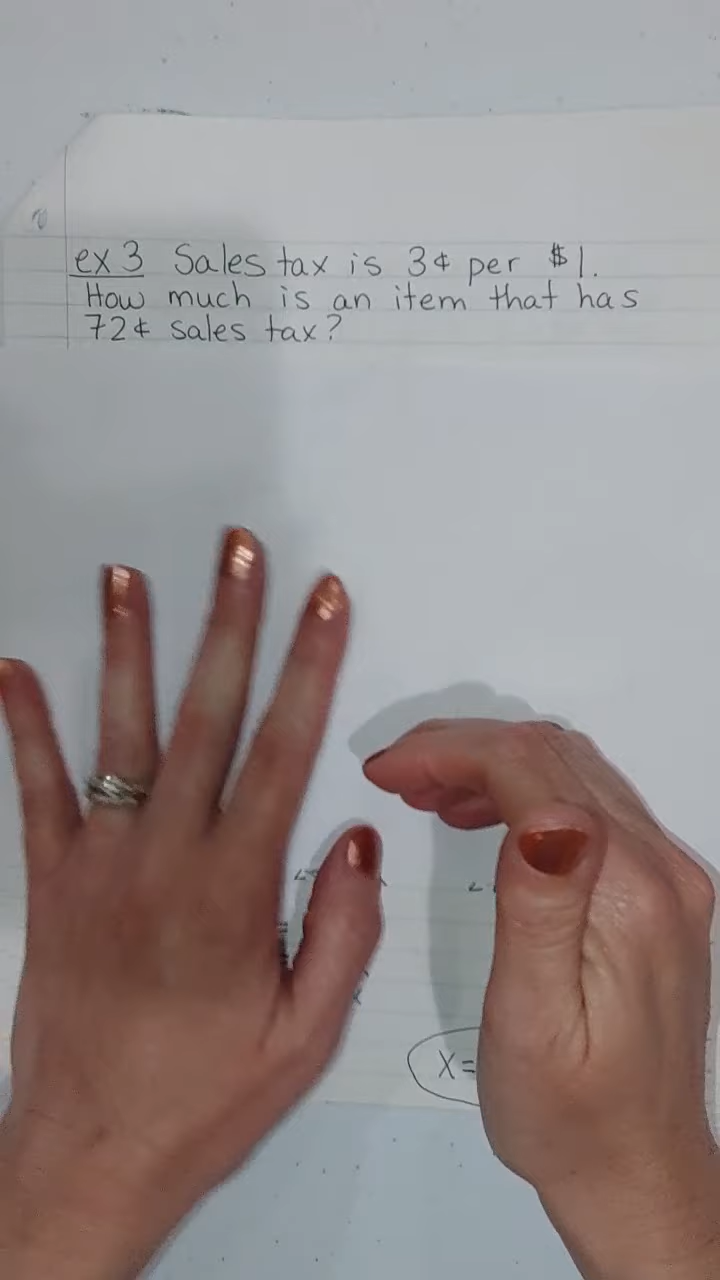 ex 3 Sales tax is 3¢ per $1.
How much is an item that has
72¢ sales tax?
X=